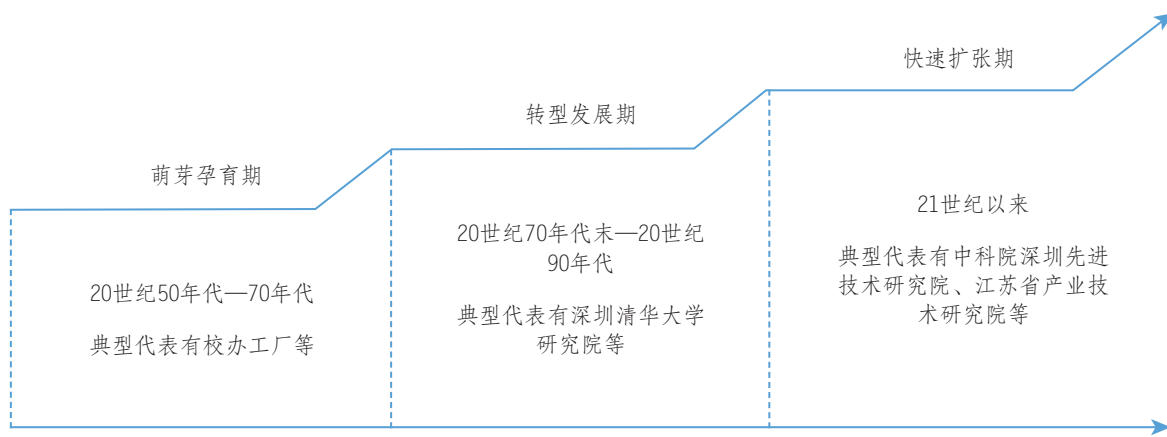 萌芽孕育期
20世纪50年代—70年代
典型代表有校办工厂等
转型发展期
20世纪70年代末—20世纪
90年代
典型代表有深圳清华大学
研究院等
快速扩张期
21世纪以来
典型代表有中科院深圳先进
技术研究院、江苏省产业技
术研究院等